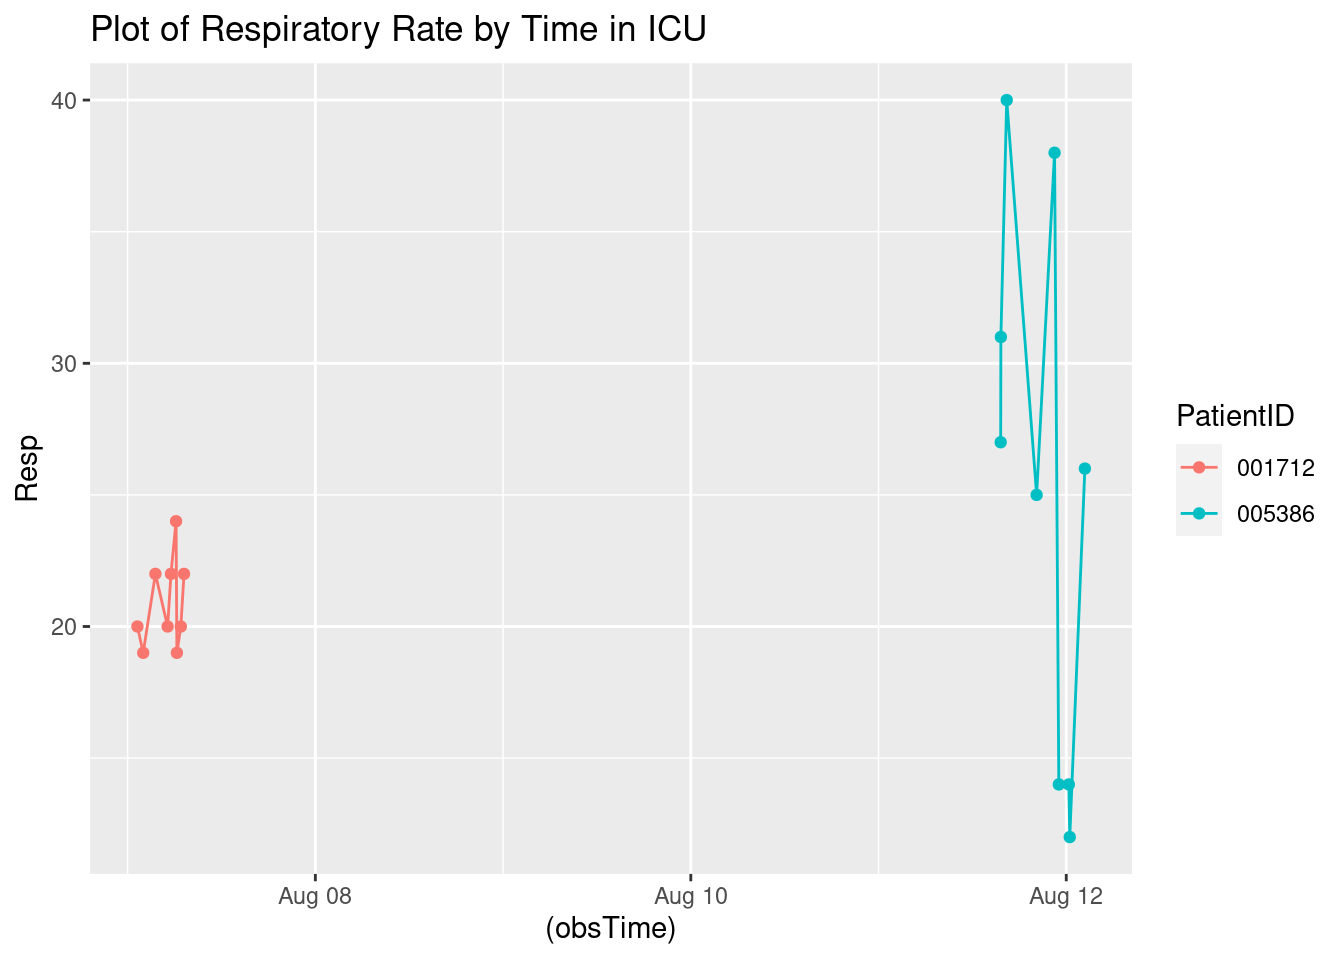 Plot of Respiratory Rate by Time in ICU
40
30
20
Resp
Aug 08
Aug 10
Aug 12
(obsTime)
PatientID
001712
005386